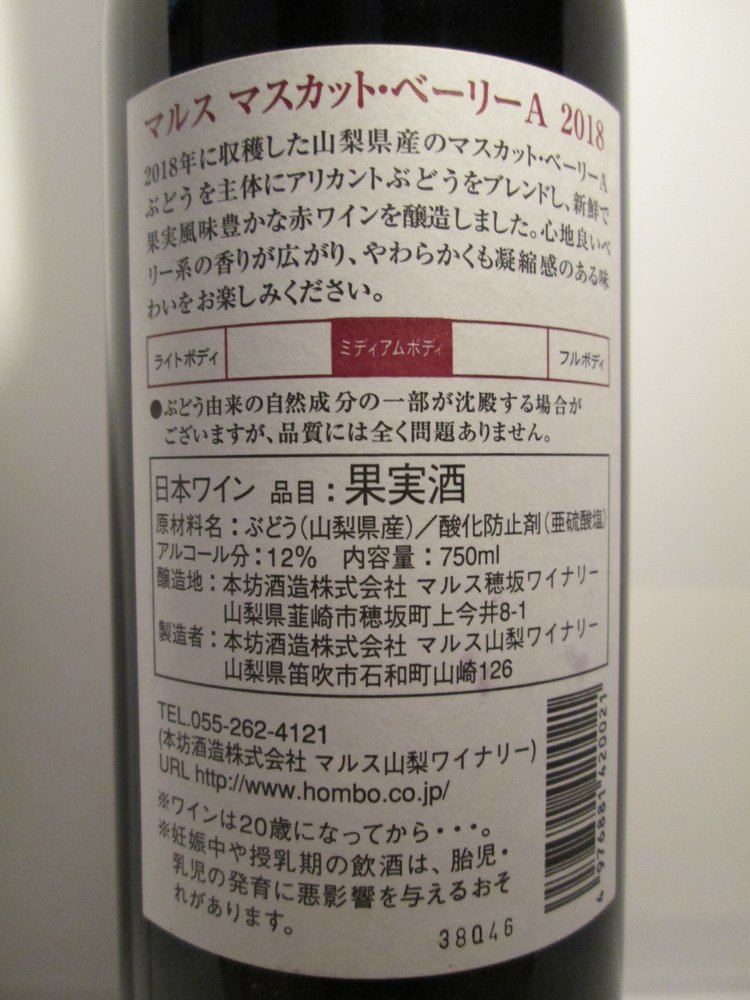 マルス マスカット・ベーリーA 2018
2018年に収穫した山梨県産のマスカット・ベーリーA
ぶどうを主体にアリカントぶどうをブレンドし、新鮮で
果実風味豊かな赤ワインを醸造しました。心地良いベ
リー系の香りが広がり、やわらかくも凝縮感のある味
わいをお楽しみください。
ライトボディ ミディアムボディ フルボディ
●ぶどう由来の自然成分の一部が沈殿する場合が
ございますが、品質には全く問題ありません。
日本ワイン 品目：果実酒
原材料名：ぶどう（山梨県産）／酸化防止剤（亜硫酸塩）
アルコール分：12% 内容量：750ml
醸造地：本坊酒造株式会社 マルス穂坂ワイナリー
山梨県韮崎市穂坂町上今井8-1
製造者：本坊酒造株式会社 マルス山梨ワイナリー
山梨県笛吹市石和町山崎126
TEL.055-262-4121
(本坊酒造株式会社 マルス山梨ワイナリー)
URL http://www.hombo.co.jp/
※ワインは20歳になってから・・・。
※妊娠中や授乳期の飲酒は、胎児・
乳児の発育に悪影響を与えるおそ
れがあります。
4 976881 420021
38046